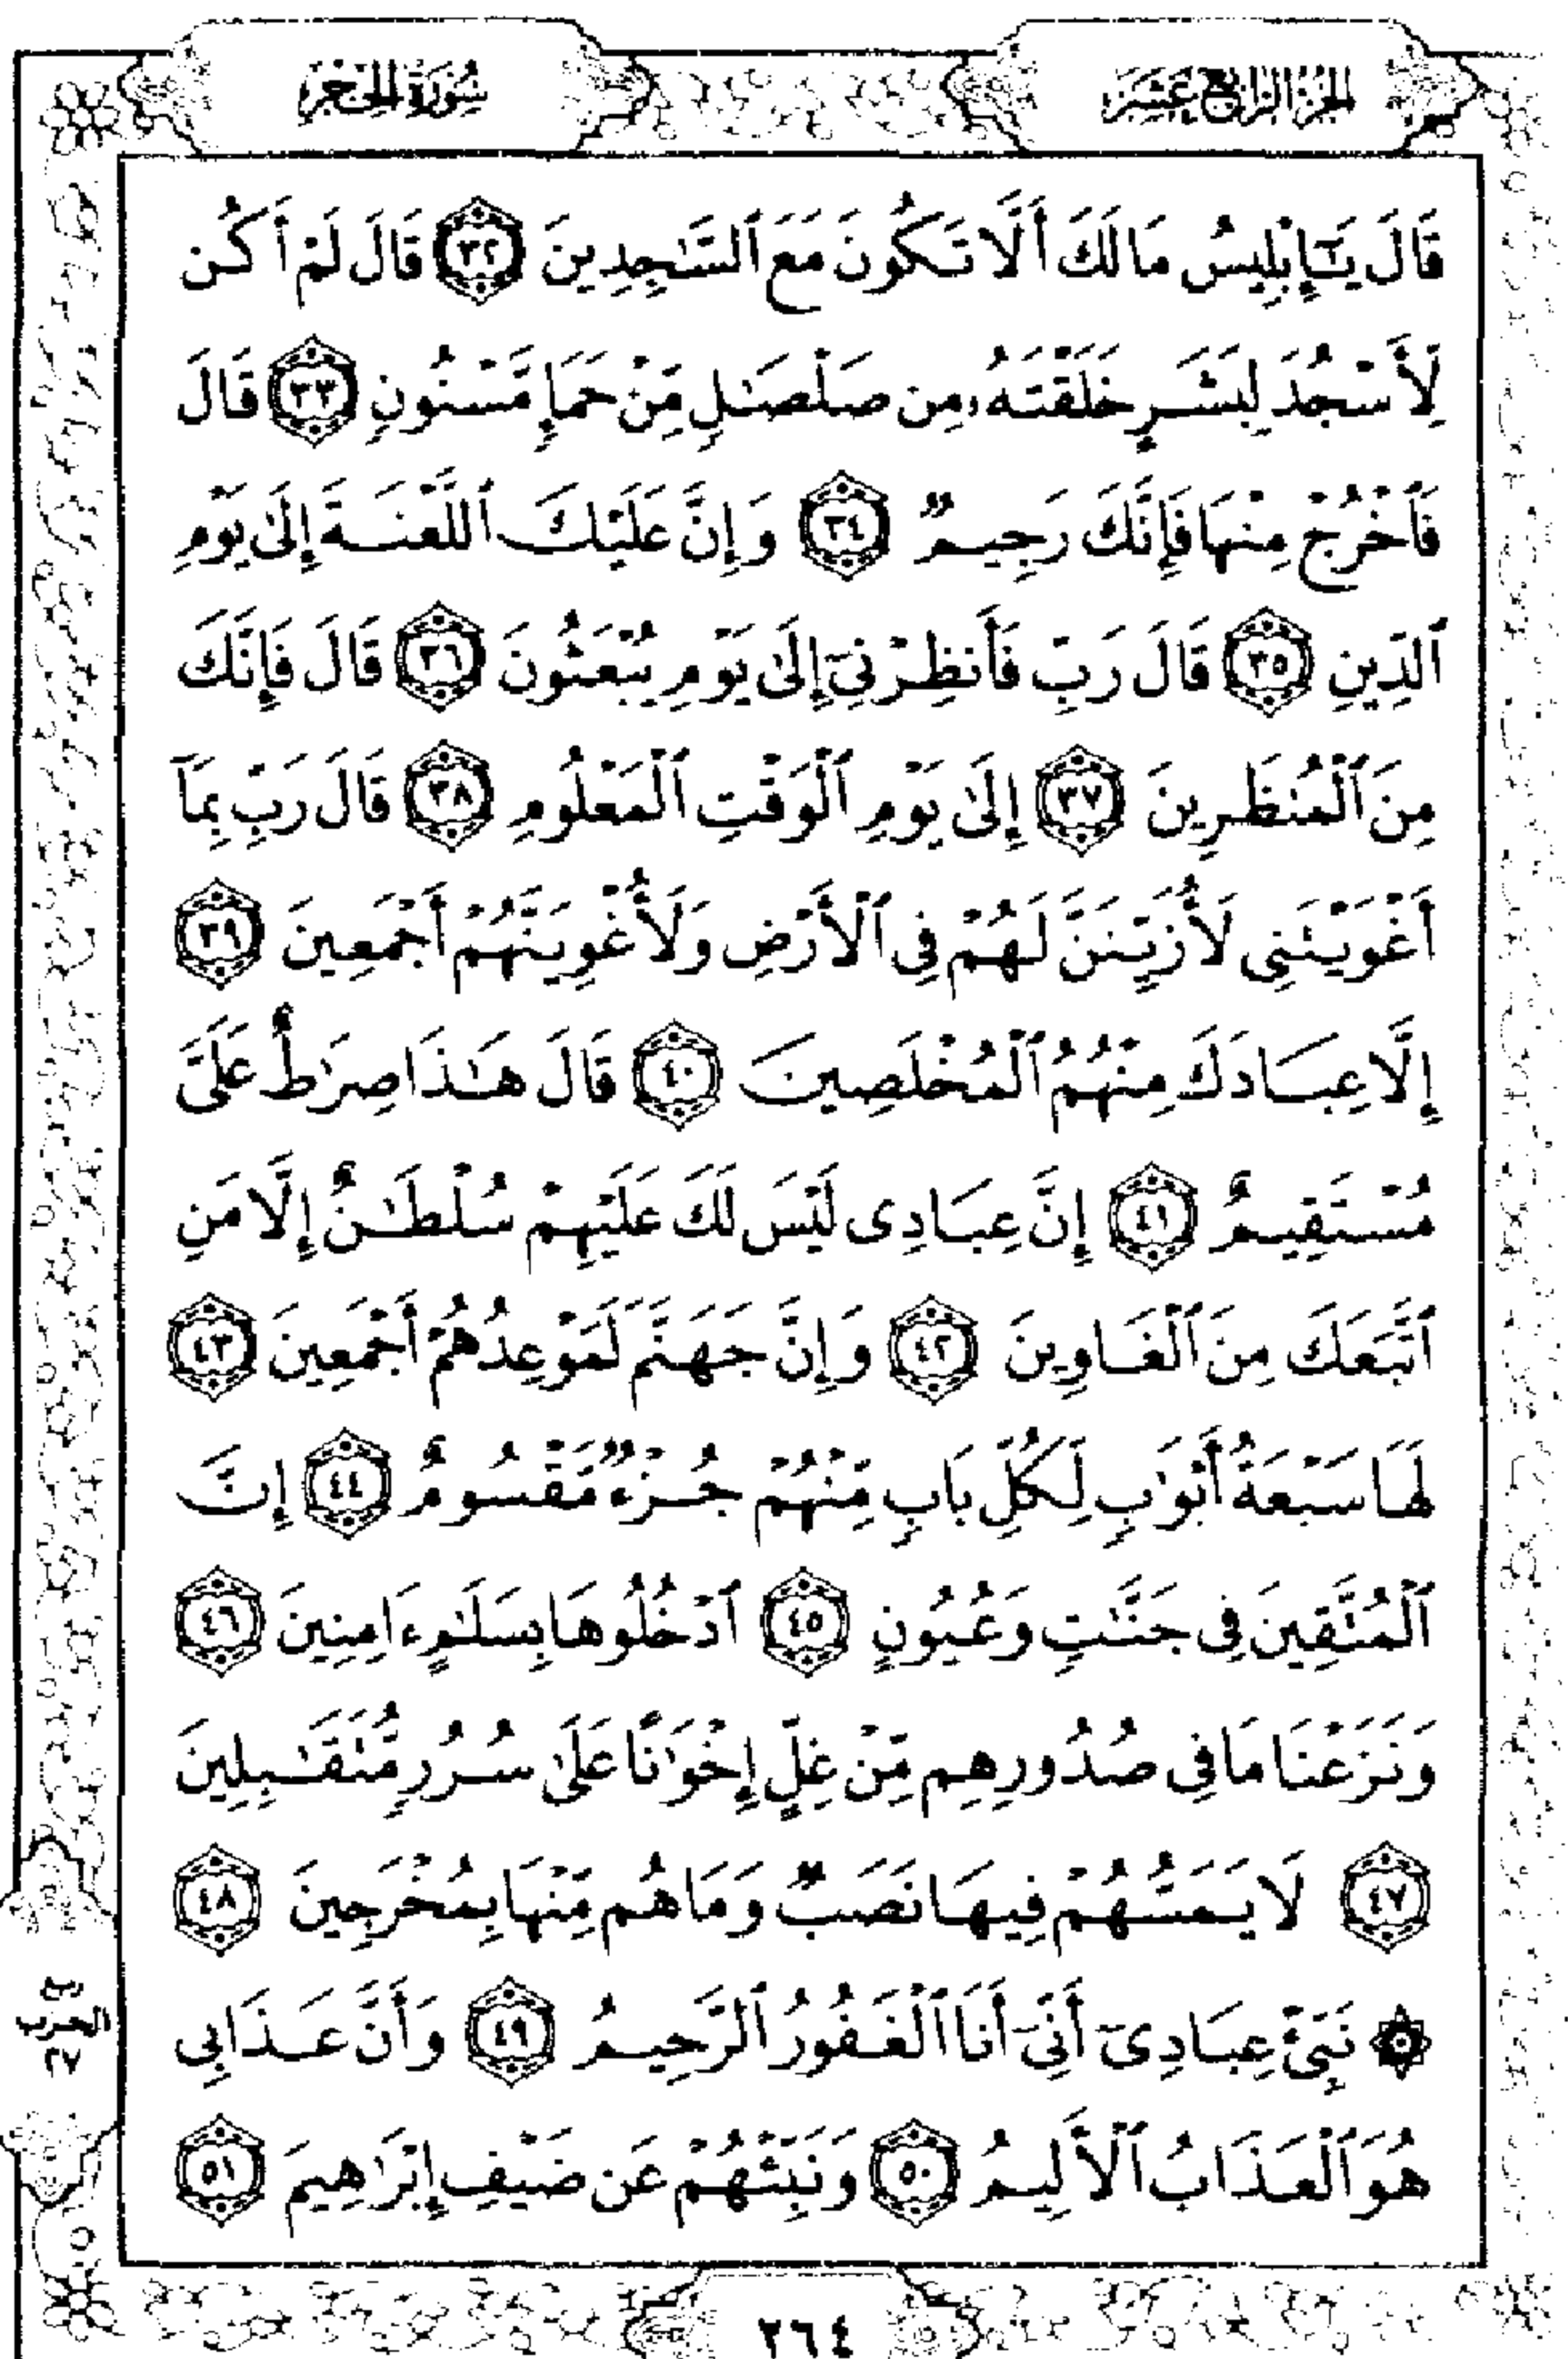 الجزء الرابع عشر
سورة الحجر
قَالَ يَٰٓإِبۡلِيسُ مَا لَكَ أَلَّا تَكُونَ مَعَ ٱلسَّٰجِدِينَ ٣٢ قَالَ لَمۡ أَكُن
لِّأَسۡجُدَ لِبَشَرٍ خَلَقۡتَهُۥ مِن صَلۡصَٰلٖ مِّنۡ حَمَإٖ مَّسۡنُونٖ ٣٣ قَالَ
فَٱخۡرُجۡ مِنۡهَا فَإِنَّكَ رَجِيمٞ ٣٤ وَإِنَّ عَلَيۡكَ ٱللَّعۡنَةَ إِلَىٰ يَوۡمِ
ٱلدِّينِ ٣٥ قَالَ رَبِّ فَأَنظِرۡنِيٓ إِلَىٰ يَوۡمِ يُبۡعَثُونَ ٣٦ قَالَ فَإِنَّكَ
مِنَ ٱلۡمُنظَرِينَ ٣٧ إِلَىٰ يَوۡمِ ٱلۡوَقۡتِ ٱلۡمَعۡلُومِ ٣٨ قَالَ رَبِّ بِمَآ
أَغۡوَيۡتَنِي لَأُزَيِّنَنَّ لَهُمۡ فِي ٱلۡأَرۡضِ وَلَأُغۡوِيَنَّهُمۡ أَجۡمَعِينَ ٣٩
إِلَّا عِبَادَكَ مِنۡهُمُ ٱلۡمُخۡلَصِينَ ٤٠ قَالَ هَٰذَا صِرَٰطٌ عَلَيَّ
مُسۡتَقِيمٌ ٤١ إِنَّ عِبَادِي لَيۡسَ لَكَ عَلَيۡهِمۡ سُلۡطَٰنٌ إِلَّا مَنِ
ٱتَّبَعَكَ مِنَ ٱلۡغَاوِينَ ٤٢ وَإِنَّ جَهَنَّمَ لَمَوۡعِدُهُمۡ أَجۡمَعِينَ ٤٣
لَهَا سَبۡعَةُ أَبۡوَٰبٖ لِّكُلِّ بَابٖ مِّنۡهُمۡ جُزۡءٞ مَّقۡسُومٌ ٤٤ إِنَّ
ٱلۡمُتَّقِينَ فِي جَنَّٰتٖ وَعُيُونٍ ٤٥ ٱدۡخُلُوهَا بِسَلَٰمٍ ءَامِنِينَ ٤٦
وَنَزَعۡنَا مَا فِي صُدُورِهِم مِّنۡ غِلٍّ إِخۡوَٰنًا عَلَىٰ سُرُرٖ مُّتَقَٰبِلِينَ
٤٧ لَا يَمَسُّهُمۡ فِيهَا نَصَبٞ وَمَا هُم مِّنۡهَا بِمُخۡرَجِينَ ٤٨
۞ نَبِّئۡ عِبَادِيٓ أَنِّيٓ أَنَا ٱلۡغَفُورُ ٱلرَّحِيمُ ٤٩ وَأَنَّ عَذَابِي
هُوَ ٱلۡعَذَابُ ٱلۡأَلِيمُ ٥٠ وَنَبِّئۡهُمۡ عَن ضَيۡفِ إِبۡرَٰهِيمَ ٥١
الحزب
٢٦٤